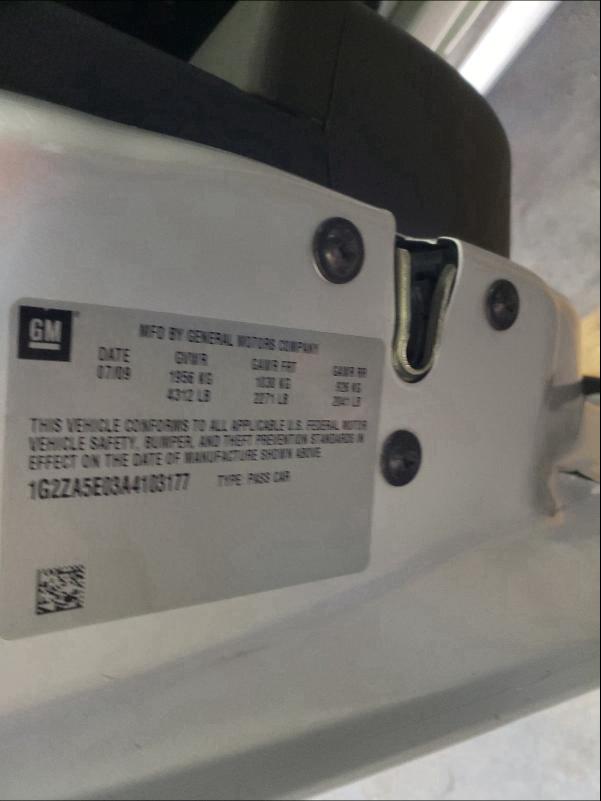 GM
MFD BY GENERAL MOTORS COMPANY
DATE GVWR GAWR FRT GAWR RR
07/09 1956 KG 1030 KG 926 KG
4312 LB 2271 LB 2041 LB
THIS VEHICLE CONFORMS TO ALL APPLICABLE U.S. FEDERAL MOTOR
VEHICLE SAFETY, BUMPER, AND THEFT PREVENTION STANDARDS IN
EFFECT ON THE DATE OF MANUFACTURE SHOWN ABOVE.
1G2ZA5E03A4103177 TYPE: PASS CAR